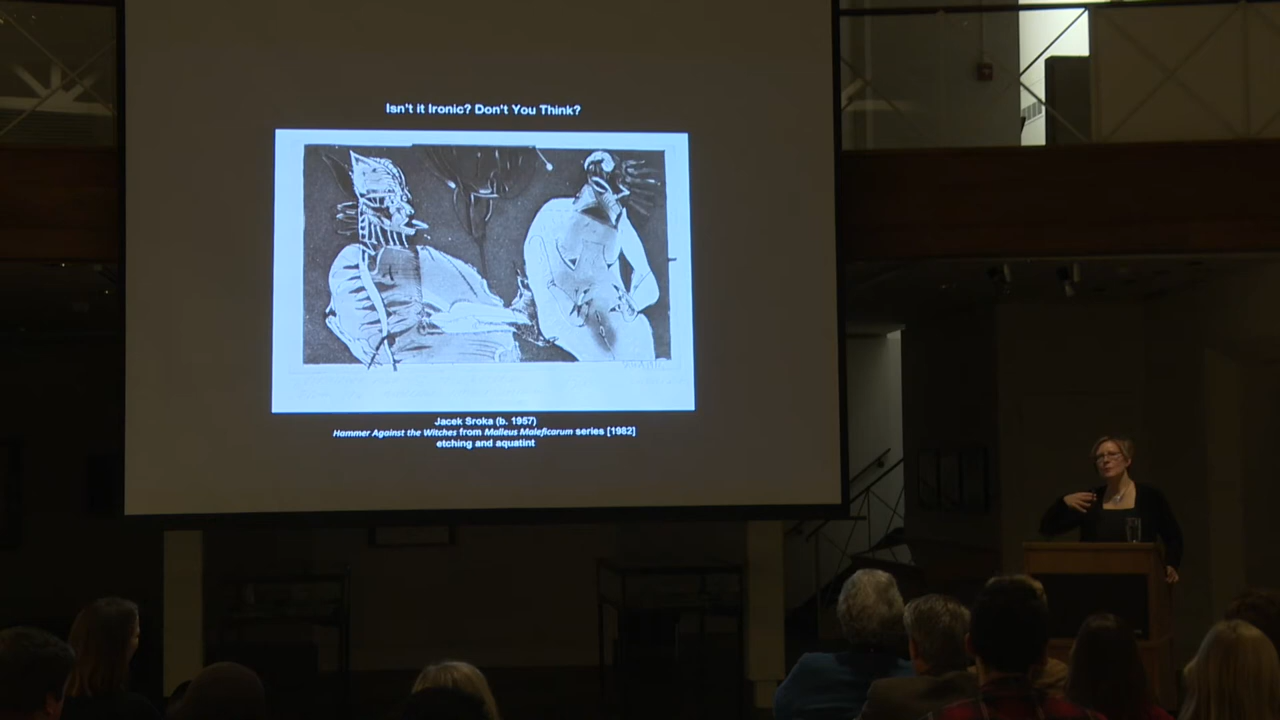 Isn't it Ironic? Don't You Think?
Jacek Sroka (b. 1957)
Hammer Against the Witches from Malleus Maleficarum series [1982]
etching and aquatint